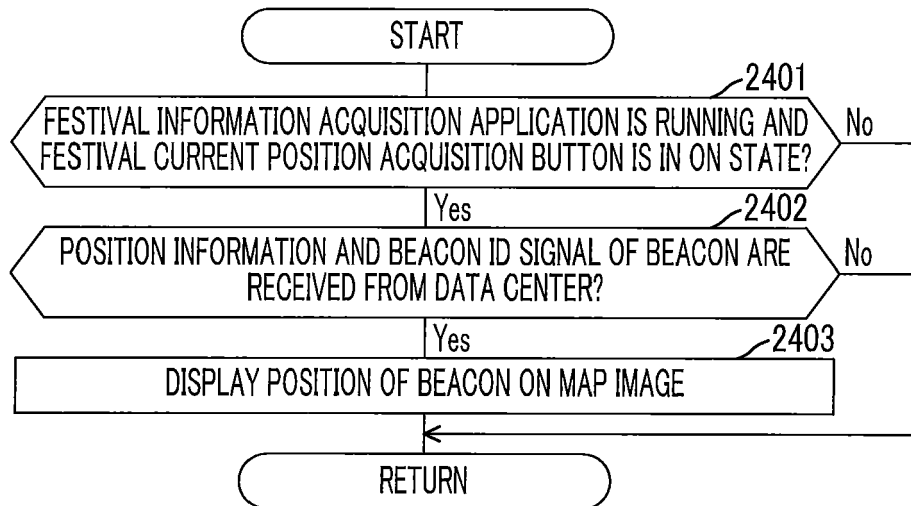 START
2401
FESTIVAL INFORMATION ACQUISITION APPLICATION IS RUNNING AND
FESTIVAL CURRENT POSITION ACQUISITION BUTTON IS IN ON STATE?
No
Yes
2402
POSITION INFORMATION AND BEACON ID SIGNAL OF BEACON ARE
RECEIVED FROM DATA CENTER?
No
Yes
2403
DISPLAY POSITION OF BEACON ON MAP IMAGE
RETURN